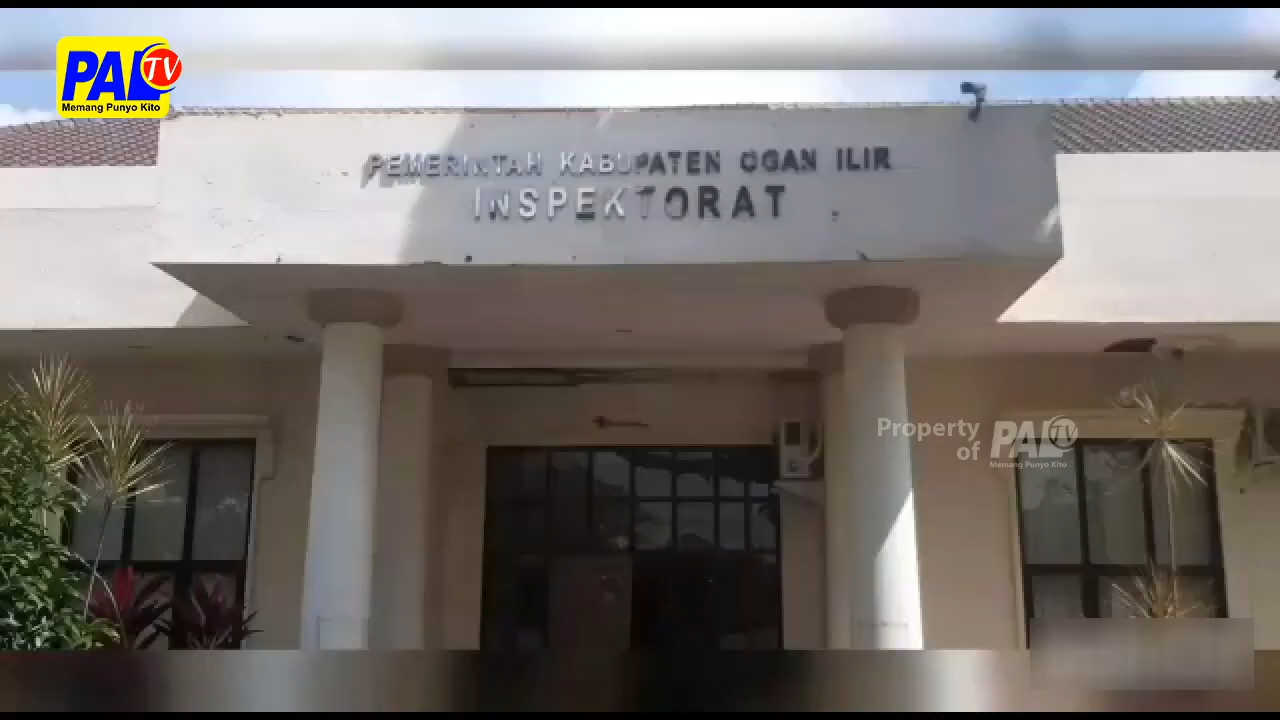 PAL TV
Memang Punyo Kito
PEMERINTAH KABUPATEN OGAN ILIR
INSPEKTORAT
Property
of PAL TV
Memang Punyo Kito